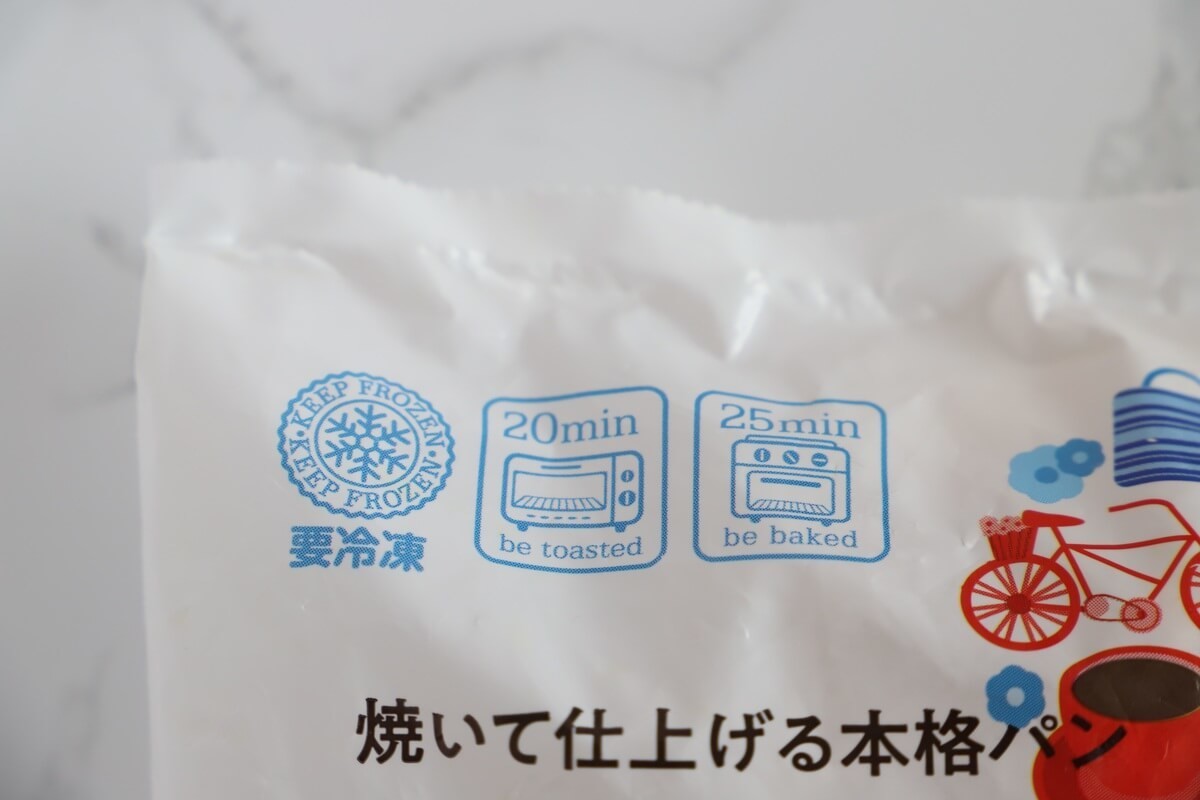 ・KEEP FROZEN・
KEEP FROZEN
要冷凍
20min
be toasted
25min
be baked
焼いて仕上げる本格パン